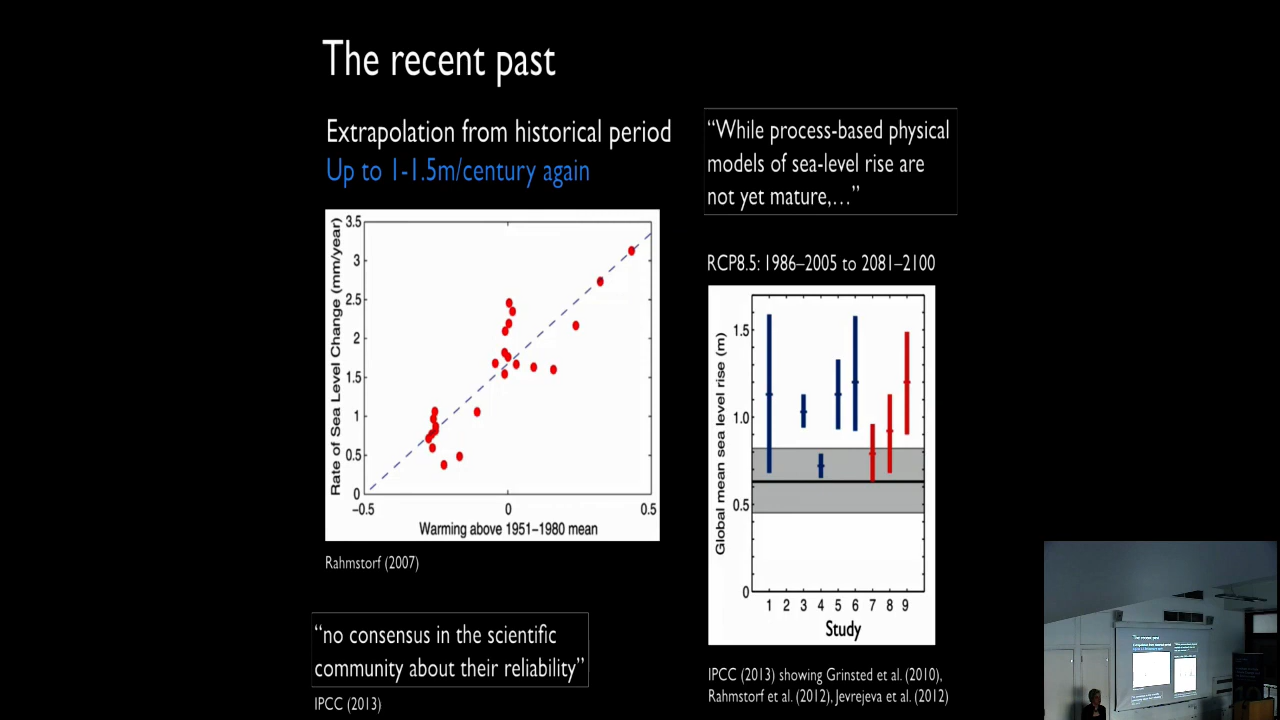 The recent past
Extrapolation from historical period
Up to 1-1.5m/century again
Rate of Sea Level Change (mm/year)
3.5
3
2.5
2
1.5
1
0.5
0
−0.5
0
0.5
Warming above 1951−1980 mean
Rahmstorf (2007)
“no consensus in the scientific
community about their reliability”
IPCC (2013)
“While process-based physical
models of sea-level rise are
not yet mature,…”
RCP8.5: 1986–2005 to 2081–2100
Global mean sea level rise (m)
1.5
1.0
0.5
0
1 2 3 4 5 6 7 8 9
Study
IPCC (2013) showing Grinsted et al. (2010),
Rahmstorf et al. (2012), Jevrejeva et al. (2012)
The recent past